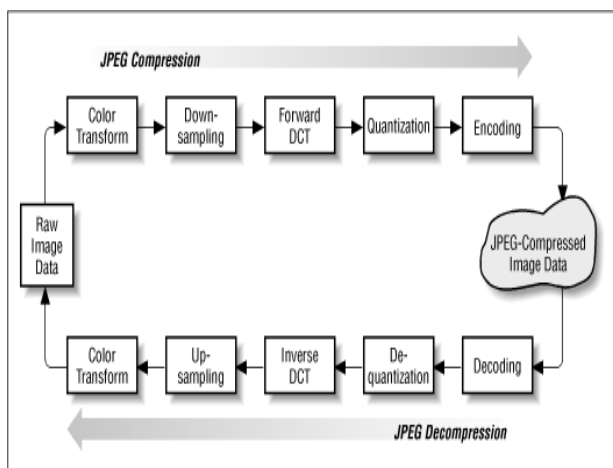 JPEG Compression
Color
Transform
Down-
sampling
Forward
DCT
Quantization
Encoding
Raw
Image
Data
JPEG-Compressed
Image Data
Color
Transform
Up-
sampling
Inverse
DCT
De-
quantization
Decoding
JPEG Decompression